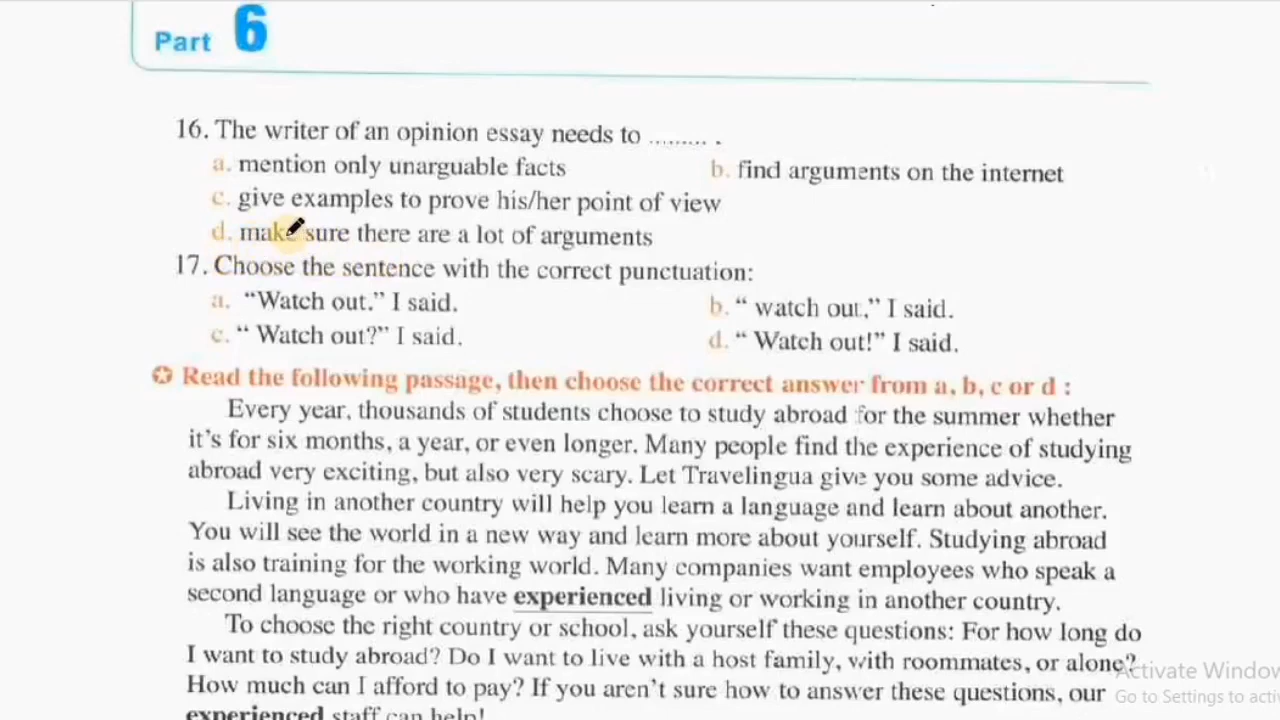 Part 6
16. The writer of an opinion essay needs to ......... .
a. mention only unarguable facts b. find arguments on the internet
c. give examples to prove his/her point of view
d. make sure there are a lot of arguments
17. Choose the sentence with the correct punctuation:
a. “Watch out.” I said. b. “ watch out,” I said.
c. “ Watch out?” I said. d. “ Watch out!” I said.
✪ Read the following passage, then choose the correct answer from a, b, c or d :
Every year, thousands of students choose to study abroad for the summer whether
it’s for six months, a year, or even longer. Many people find the experience of studying
abroad very exciting, but also very scary. Let Travelingua give you some advice.
Living in another country will help you learn a language and learn about another.
You will see the world in a new way and learn more about yourself. Studying abroad
is also training for the working world. Many companies want employees who speak a
second language or who have experienced living or working in another country.
To choose the right country or school, ask yourself these questions: For how long do
I want to study abroad? Do I want to live with a host family, with roommates, or alone?
How much can I afford to pay? If you aren’t sure how to answer these questions, our
experienced staff can help!
Activate Window
Go to Settings to acti